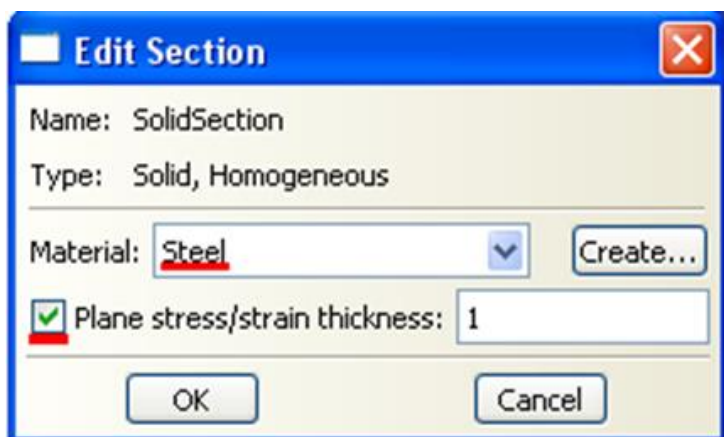 Edit Section
Name: SolidSection
Type: Solid, Homogeneous
Material: Steel Create...
Plane stress/strain thickness: 1
OK Cancel